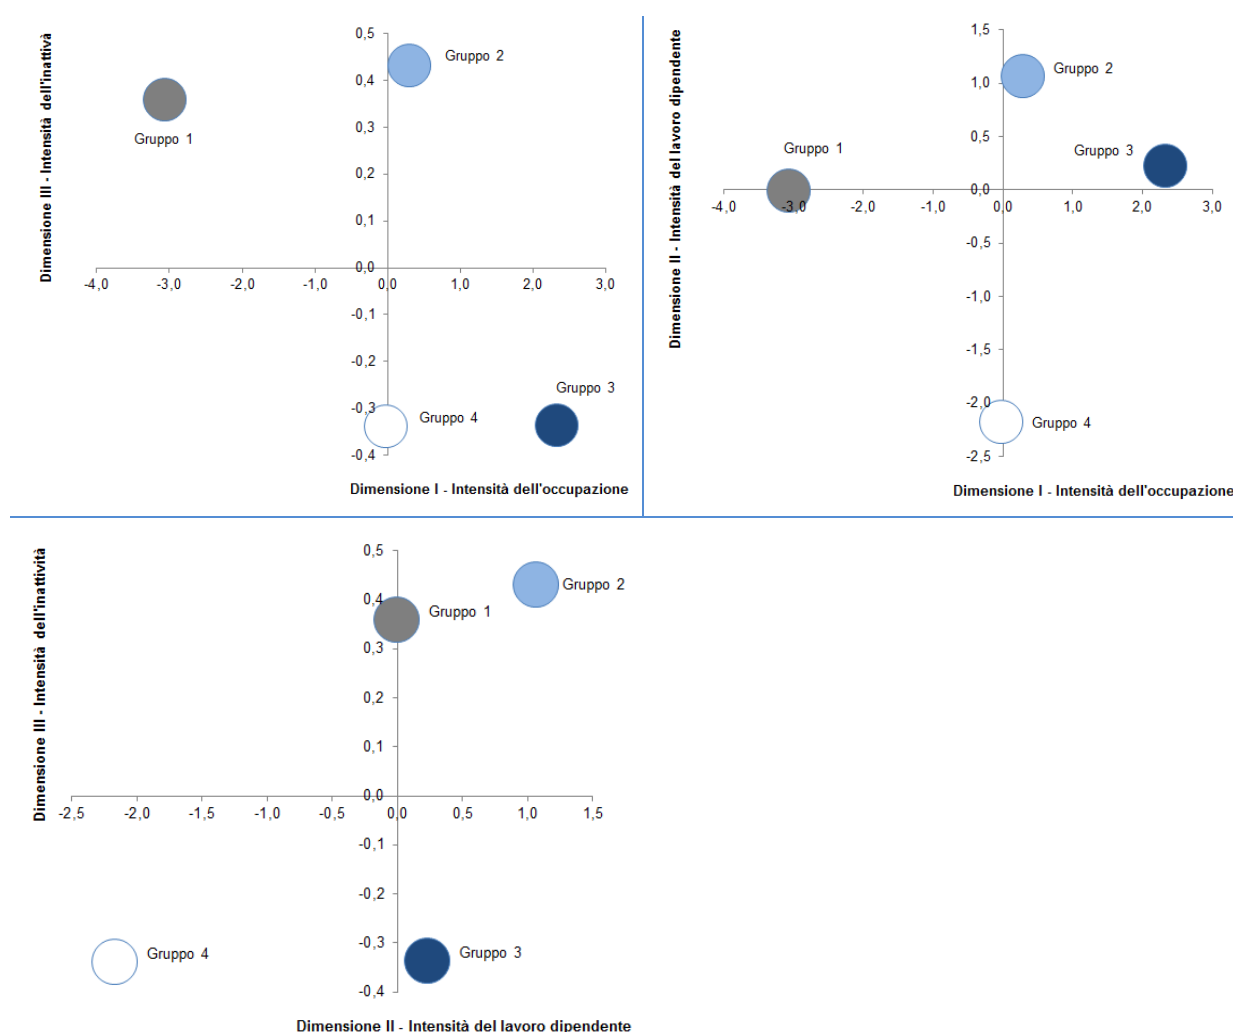 Dimensione III - Intensità dell'inattivà
0,5
0,4
0,3
0,2
0,1
0,0
-0,1
-0,2
-0,3
-0,4
-4,0 -3,0 -2,0 -1,0 0,0 1,0 2,0 3,0
Gruppo 2
Gruppo 1
Gruppo 3
Gruppo 4
Dimensione I - Intensità dell'occupazione
Dimensione II - Intensità del lavoro dipendente
1,5
1,0
0,5
0,0
-0,5
-1,0
-1,5
-2,0
-2,5
-4,0 -3,0 -2,0 -1,0 0,0 1,0 2,0 3,0
Gruppo 2
Gruppo 3
Gruppo 1
Gruppo 4
Dimensione I - Intensità dell'occupazione
Dimensione III - Intensità dell'inattività
0,5
0,4
0,3
0,2
0,1
0,0
-0,1
-0,2
-0,3
-0,4
-2,5 -2,0 -1,5 -1,0 -0,5 0,0 0,5 1,0 1,5
Gruppo 2
Gruppo 1
Gruppo 4
Gruppo 3
Dimensione II - Intensità del lavoro dipendente